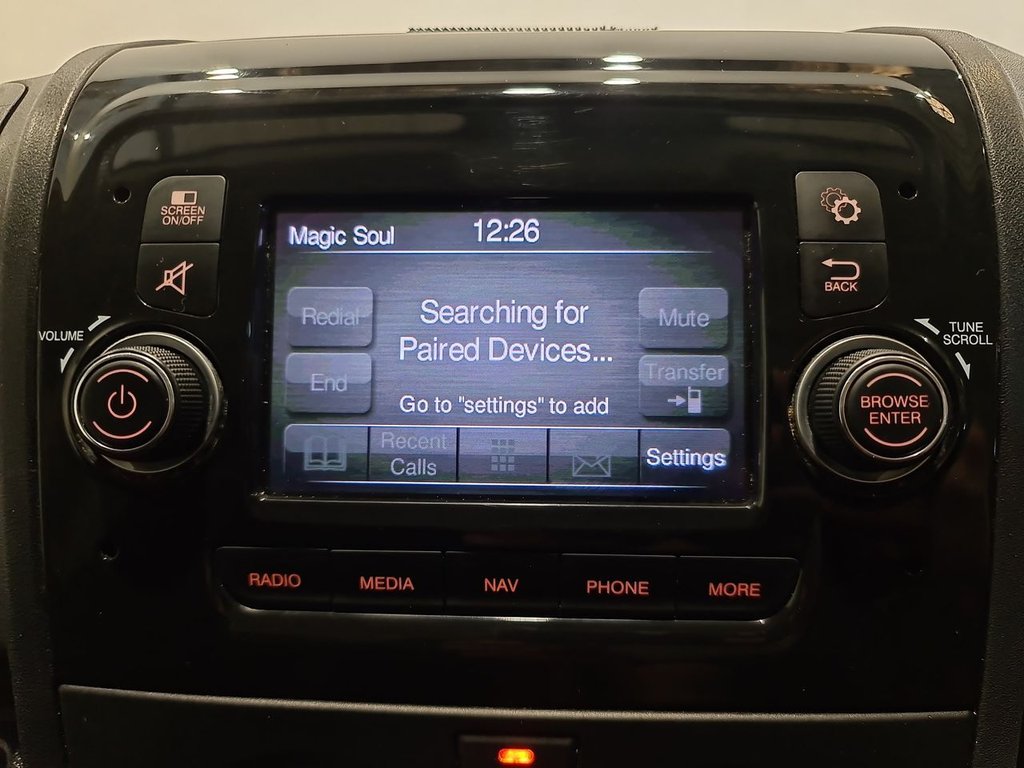 SCREEN
ON/OFF
BACK
VOLUME
TUNE
SCROLL
BROWSE
ENTER
Magic Soul 12:26
Redial
Searching for
Paired Devices...
Mute
End
Transfer
Go to "settings" to add
Recent
Calls
Settings
RADIO MEDIA NAV PHONE MORE